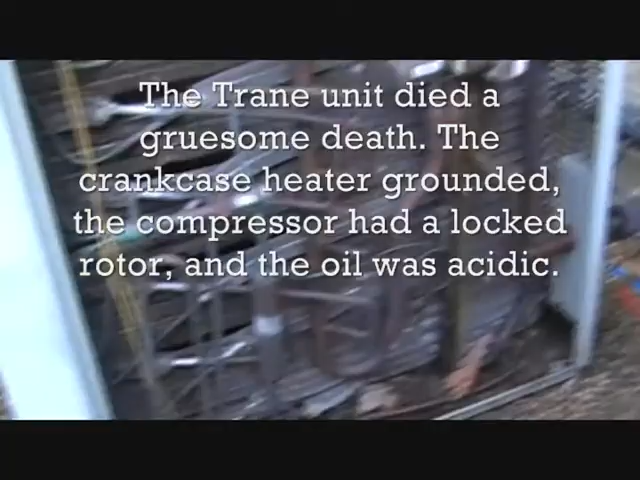 The Trane unit died a
gruesome death. The
crankcase heater grounded,
the compressor had a locked
rotor, and the oil was acidic.